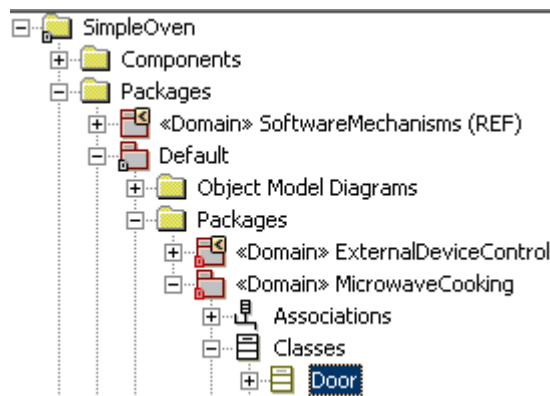 SimpleOven
Components
Packages
«Domain» SoftwareMechanisms (REF)
Default
Object Model Diagrams
Packages
«Domain» ExternalDeviceControl
«Domain» MicrowaveCooking
Associations
Classes
Door